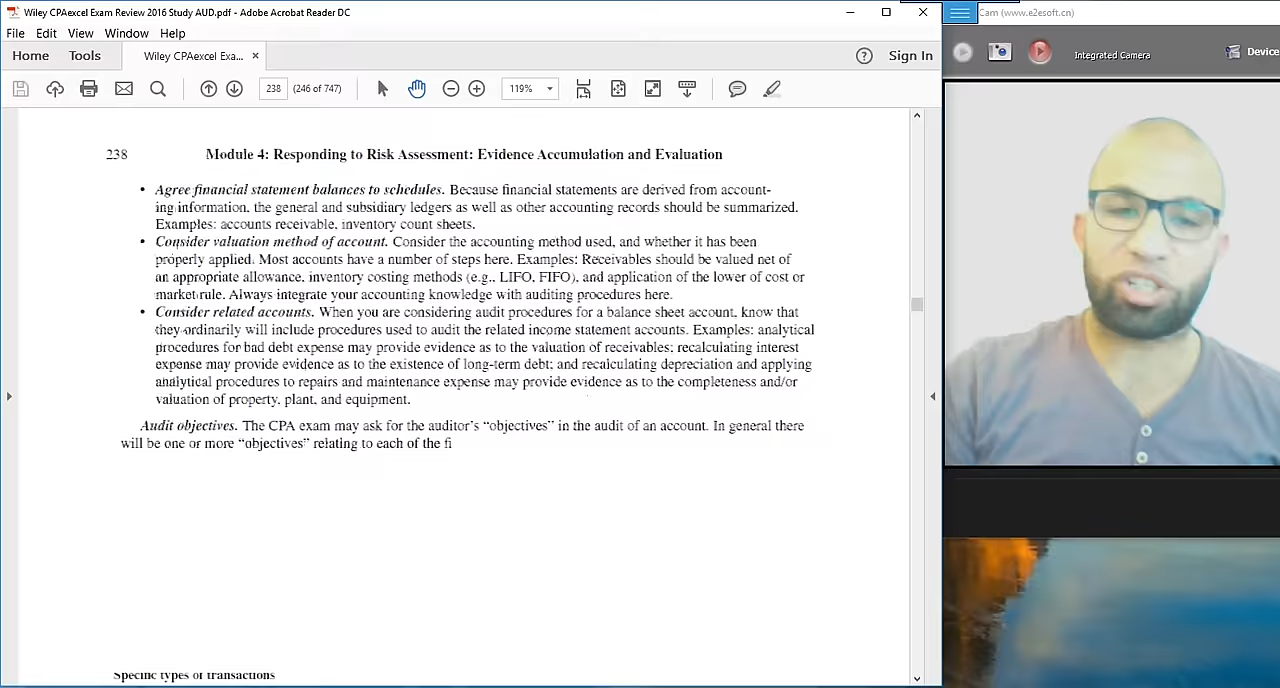 Wiley CPAexcel Exam Review 2016 Study AUD.pdf - Adobe Acrobat Reader DC
Cam (www.e2esoft.cn)
File Edit View Window Help
Home Tools Wiley CPAexcel Exa... × Sign In
Integrated Camera Device
238 (246 of 747) 119%
238 Module 4: Responding to Risk Assessment: Evidence Accumulation and Evaluation
• Agree financial statement balances to schedules. Because financial statements are derived from account-
ing information, the general and subsidiary ledgers as well as other accounting records should be summarized.
Examples: accounts receivable, inventory count sheets.
• Consider valuation method of account. Consider the accounting method used, and whether it has been
properly applied. Most accounts have a number of steps here. Examples: Receivables should be valued net of
an appropriate allowance, inventory costing methods (e.g., LIFO, FIFO), and application of the lower of cost or
market rule. Always integrate your accounting knowledge with auditing procedures here.
• Consider related accounts. When you are considering audit procedures for a balance sheet account, know that
they ordinarily will include procedures used to audit the related income statement accounts. Examples: analytical
procedures for bad debt expense may provide evidence as to the valuation of receivables; recalculating interest
expense may provide evidence as to the existence of long-term debt; and recalculating depreciation and applying
analytical procedures to repairs and maintenance expense may provide evidence as to the completeness and/or
valuation of property, plant, and equipment.
Audit objectives. The CPA exam may ask for the auditor's “objectives” in the audit of an account. In general there
will be one or more “objectives” relating to each of the fi
Specific types of transactions